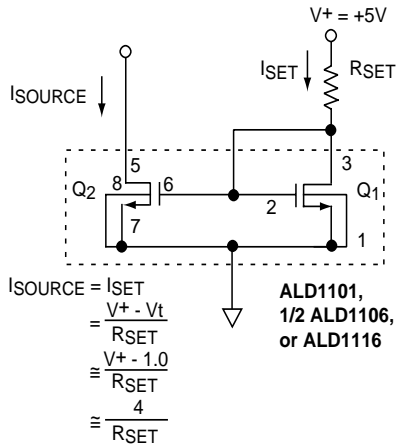 V+ = +5V
ISET
RSET
ISOURCE
5
3
Q2
8
6
2
Q1
7
1
ISOURCE = ISET
= V+ - Vt
RSET
≅ V+ - 1.0
RSET
≅ 4
RSET
ALD1101,
1/2 ALD1106,
or ALD1116